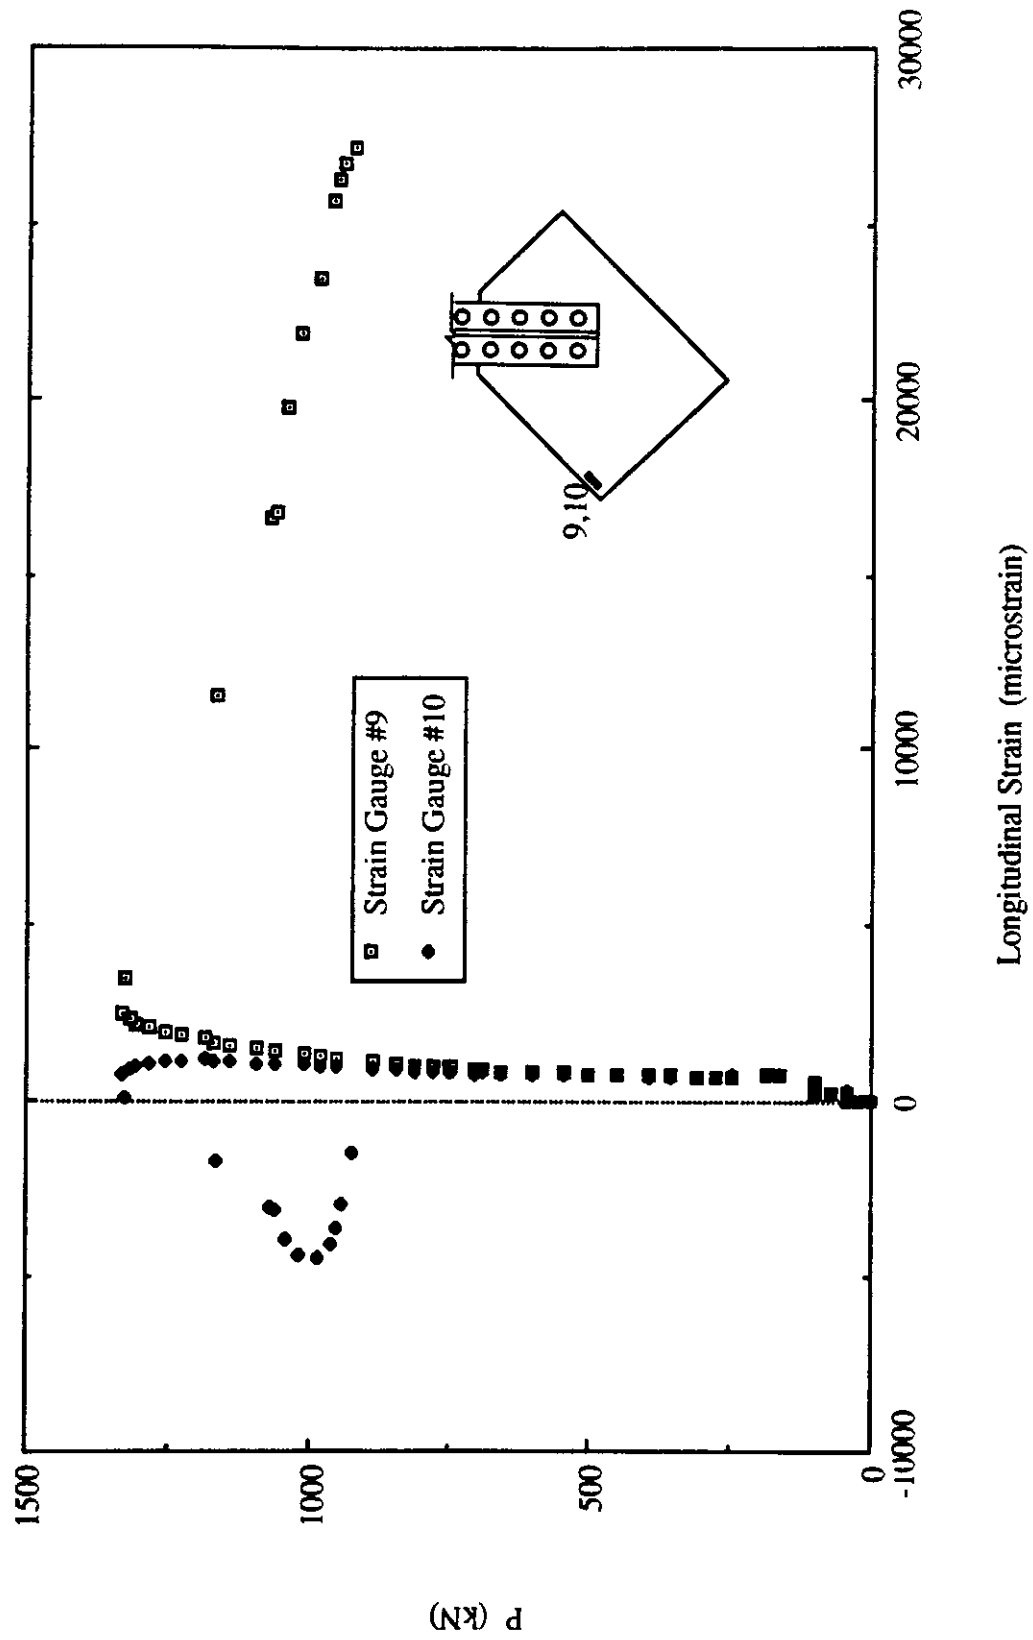 P (kN)
1500
1000
500
0
-10000
0
10000
20000
30000
Longitudinal Strain (microstrain)
Strain Gauge #9
Strain Gauge #10
9,10